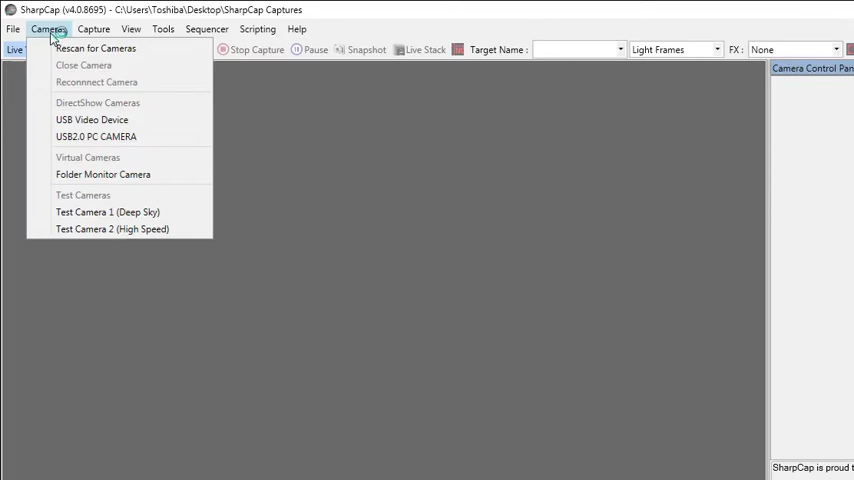 SharpCap (v4.0.8695) - C:\Users\Toshiba\Desktop\SharpCap Captures
File Cameras Capture View Tools Sequencer Scripting Help
Live Stop Capture Pause Snapshot Live Stack Target Name : Light Frames FX : None
Rescan for Cameras
Close Camera
Reconnnect Camera
DirectShow Cameras
USB Video Device
USB2.0 PC CAMERA
Virtual Cameras
Folder Monitor Camera
Test Cameras
Test Camera 1 (Deep Sky)
Test Camera 2 (High Speed)
Camera Control Pan
SharpCap is proud t